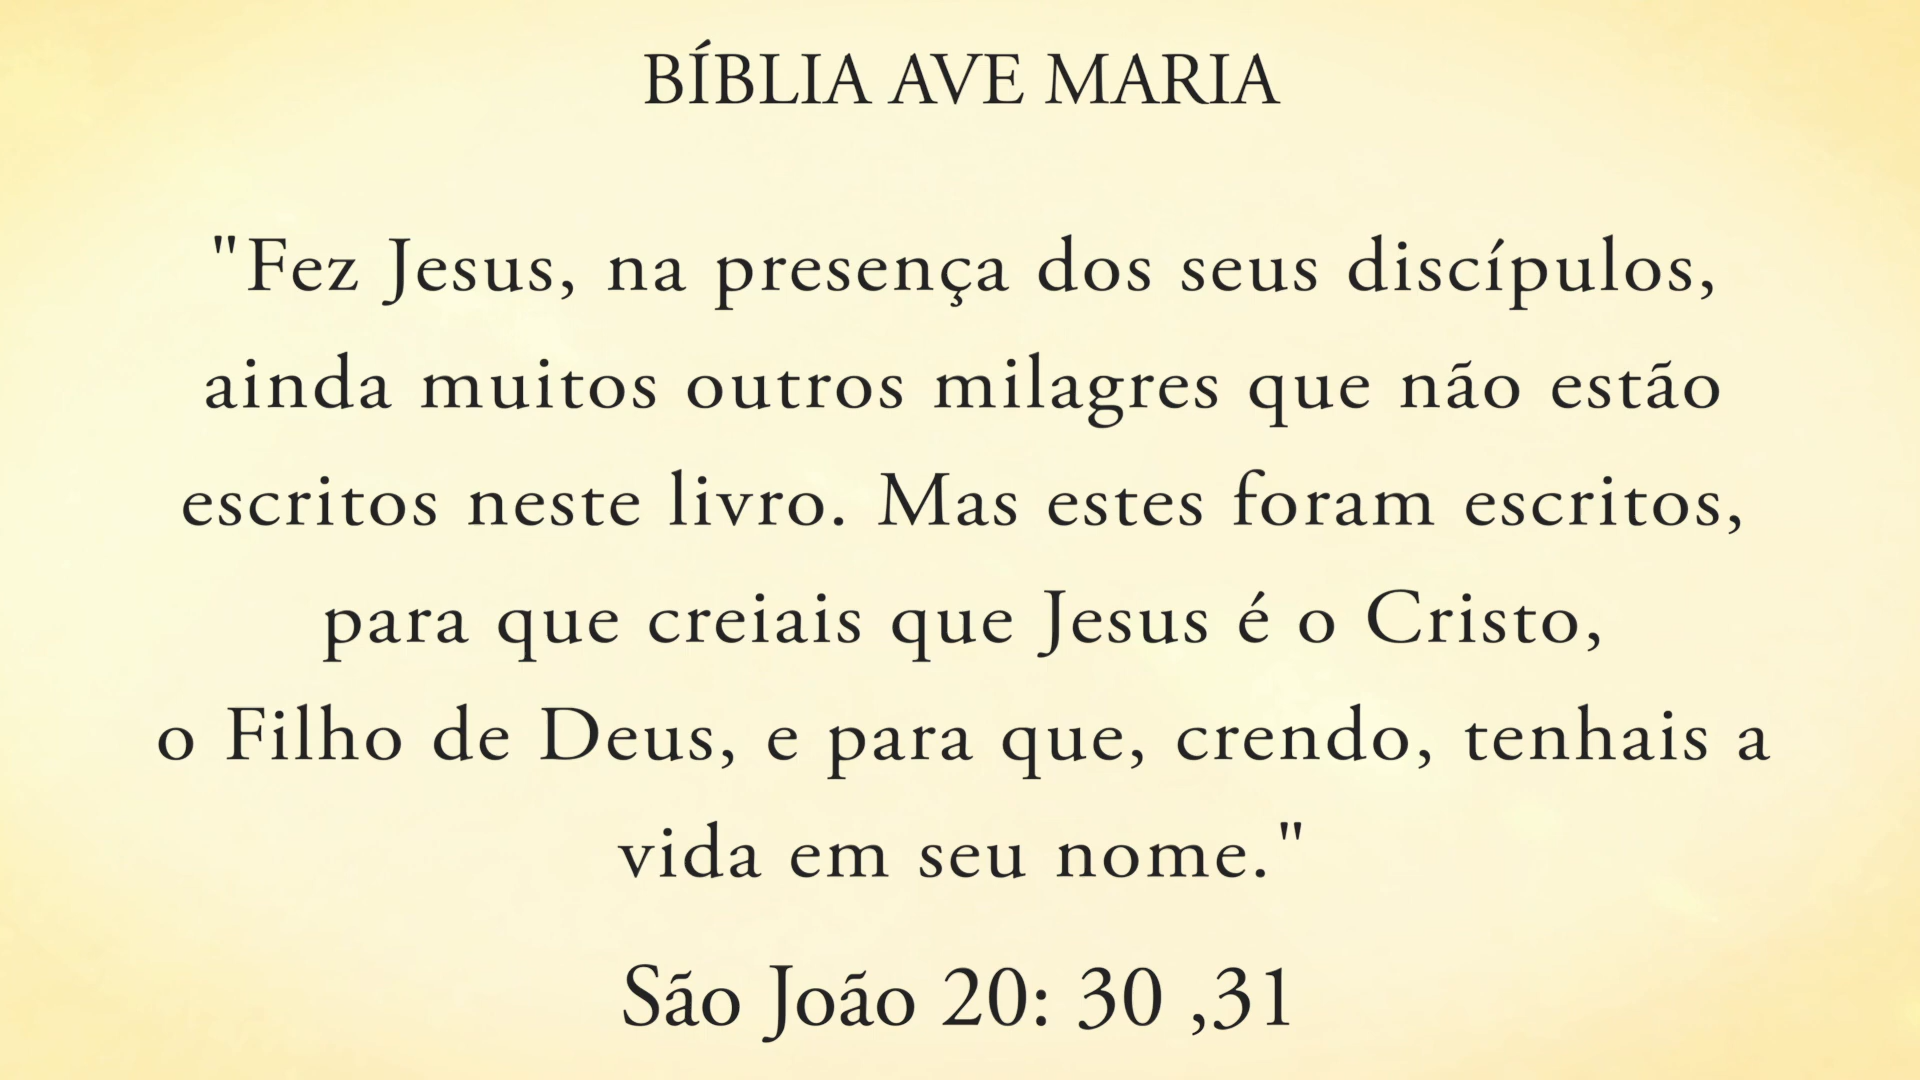 BÍBLIA AVE MARIA
"Fez Jesus, na presença dos seus discípulos,
ainda muitos outros milagres que não estão
escritos neste livro. Mas estes foram escritos,
para que creiais que Jesus é o Cristo,
o Filho de Deus, e para que, crendo, tenhais a
vida em seu nome."
São João 20: 30 ,31